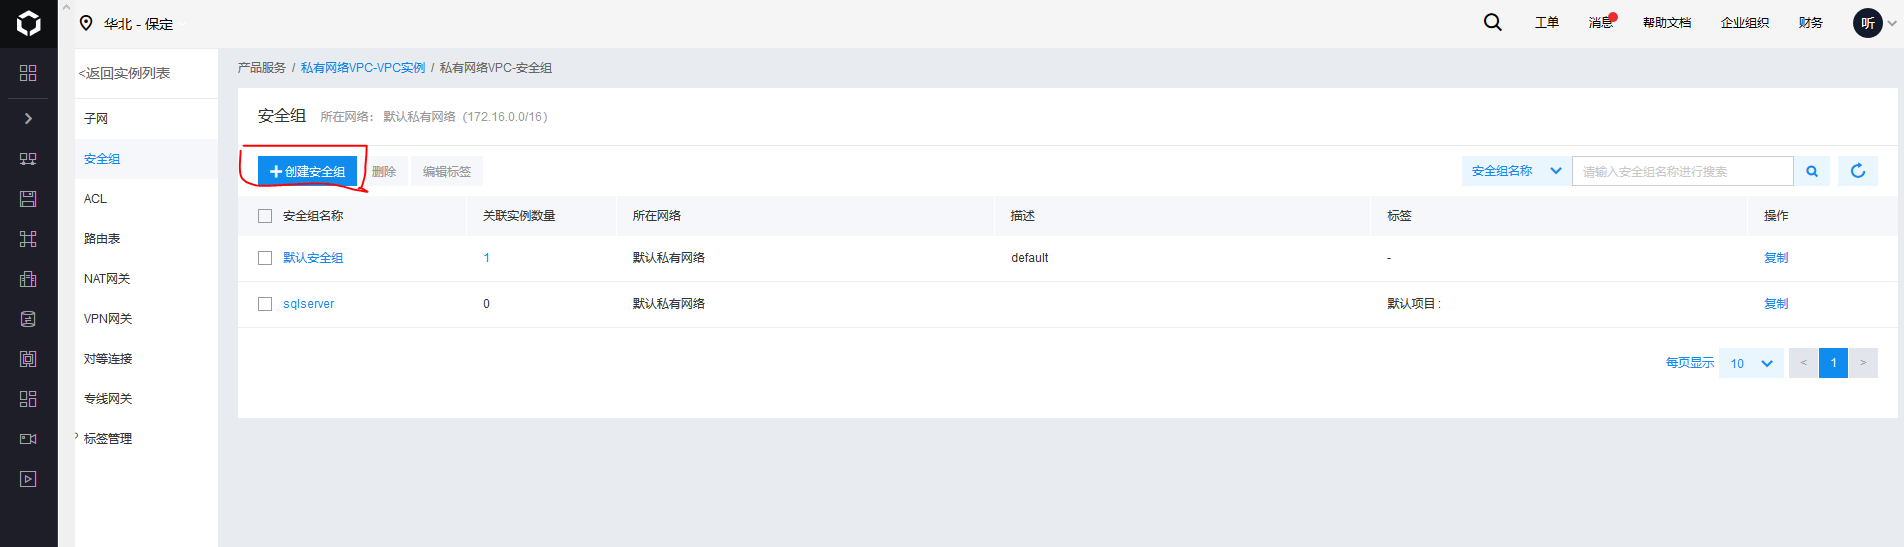 华北 - 保定
工单 消息 帮助文档 企业组织 财务 听
<返回实例列表
子网
安全组
ACL
路由表
NAT网关
VPN网关
对等连接
专线网关
标签管理
产品服务 / 私有网络VPC-VPC实例 / 私有网络VPC-安全组
安全组 所在网络: 默认私有网络 (172.16.0.0/16)
+创建安全组 删除 编辑标签
安全组名称 请输入安全组名称进行搜索
安全组名称 关联实例数量 所在网络 描述 标签 操作
默认安全组 1 默认私有网络 default - 复制
sqlserver 0 默认私有网络 默认项目: 复制
每页显示 10 < 1 >